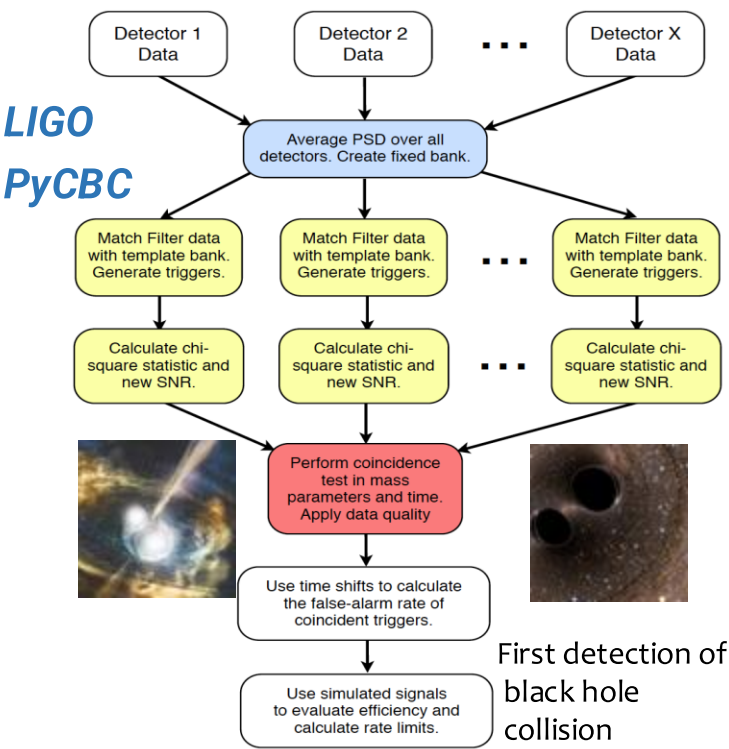 Detector 1
Data
Detector 2
Data
Detector X
Data
LIGO
PyCBC
Average PSD over all
detectors. Create fixed bank.
Match Filter data
with template bank.
Generate triggers.
Match Filter data
with template bank.
Generate triggers.
Match Filter data
with template bank.
Generate triggers.
Calculate chi-
square statistic and
new SNR.
Calculate chi-
square statistic and
new SNR.
Calculate chi-
square statistic and
new SNR.
Perform coincidence
test in mass
parameters and time.
Apply data quality
Use time shifts to calculate
the false-alarm rate of
coincident triggers.
Use simulated signals
to evaluate efficiency and
calculate rate limits.
First detection of
black hole
collision